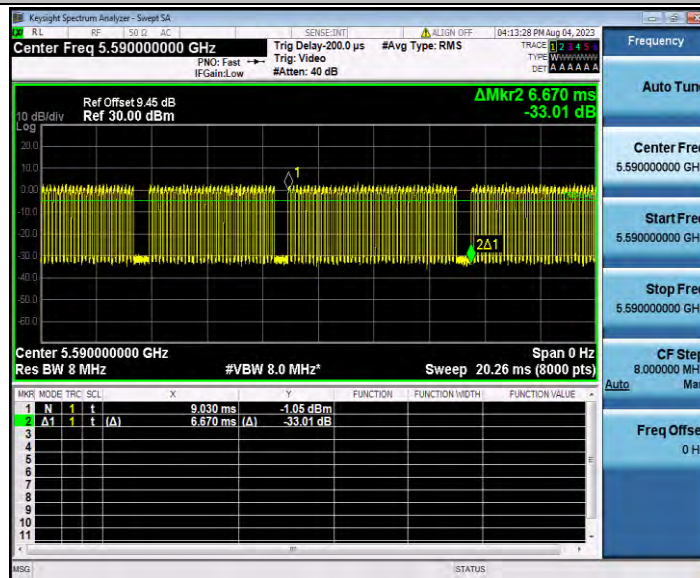 Keysight Spectrum Analyzer - Swept SA
RL RF 50 Ω AC SENSE:INT ALIGN OFF 04:13:28 PM Aug 04, 2023
Center Freq 5.590000000 GHz
PNO: Fast
IFGain:Low
Trig Delay-200.0 µs
Trig: Video
#Atten: 40 dB
#Avg Type: RMS
TRACE 1 2 3 4 5 6
TYPE WWWWWW
DET A A A A A A
Frequency
Auto Tun
Center Fre
5.590000000 GH
Start Fre
5.590000000 GH
Stop Fre
5.590000000 GH
CF Ste
8.000000 MH
Auto Ma
Freq Offse
0 H
ΔMkr2 6.670 ms
-33.01 dB
Ref Offset 9.45 dB
10 dB/div Ref 30.00 dBm
Log
20.0
10.0
0.00
-10.0
-20.0
-30.0
-40.0
-50.0
-60.0
1
2Δ1
Center 5.590000000 GHz Span 0 Hz
Res BW 8 MHz #VBW 8.0 MHz* Sweep 20.26 ms (8000 pts)
MKR MODE TRC SCL X Y FUNCTION FUNCTION WIDTH FUNCTION VALUE
1 N 1 t 9.030 ms -1.05 dBm
2 Δ1 1 t (Δ) 6.670 ms (Δ) -33.01 dB
3
4
5
6
7
8
9
10
11
MSG STATUS